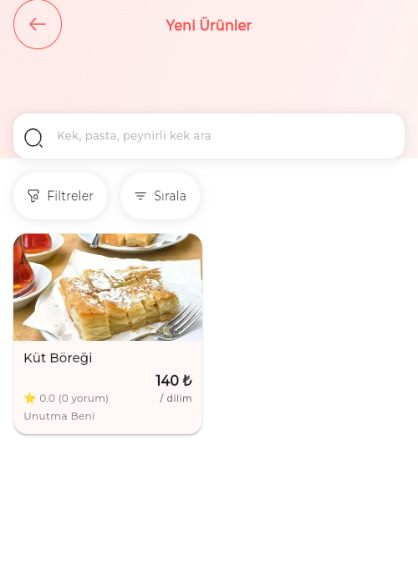 Yeni Ürünler
Kek, pasta, peynirli kek ara
Filtreler
Sırala
Küt Böreği
140 ₺
⭐ 0.0 (0 yorum)
/ dilim
Unutma Beni